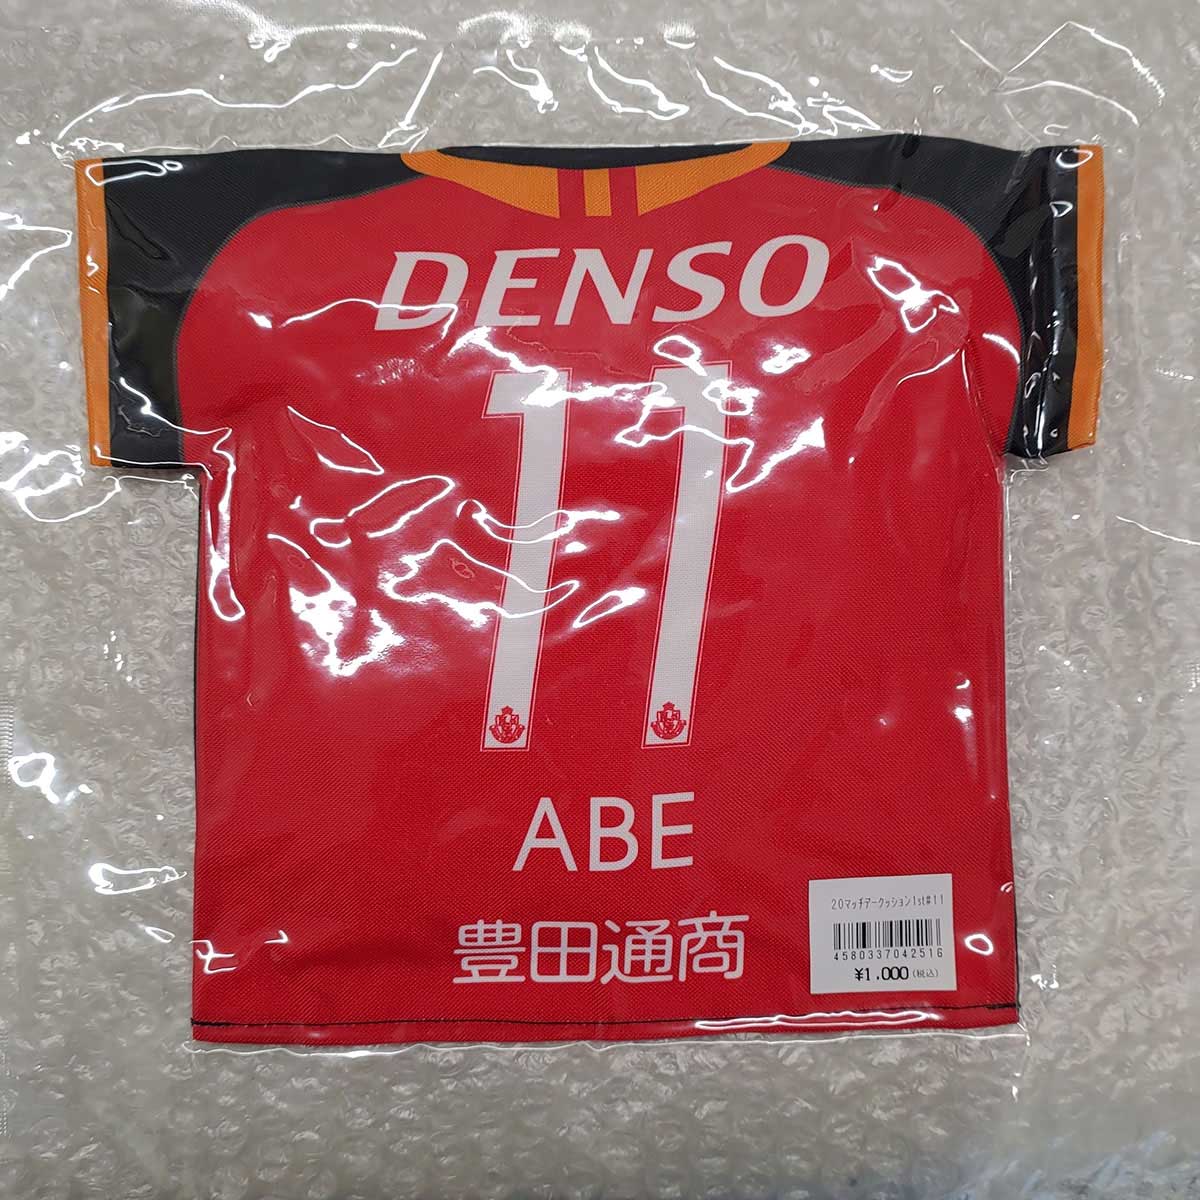 DENSO
11
ABE
豊田通商
20マッチデークッション1st#11
4580337042516
¥1,000(税込)